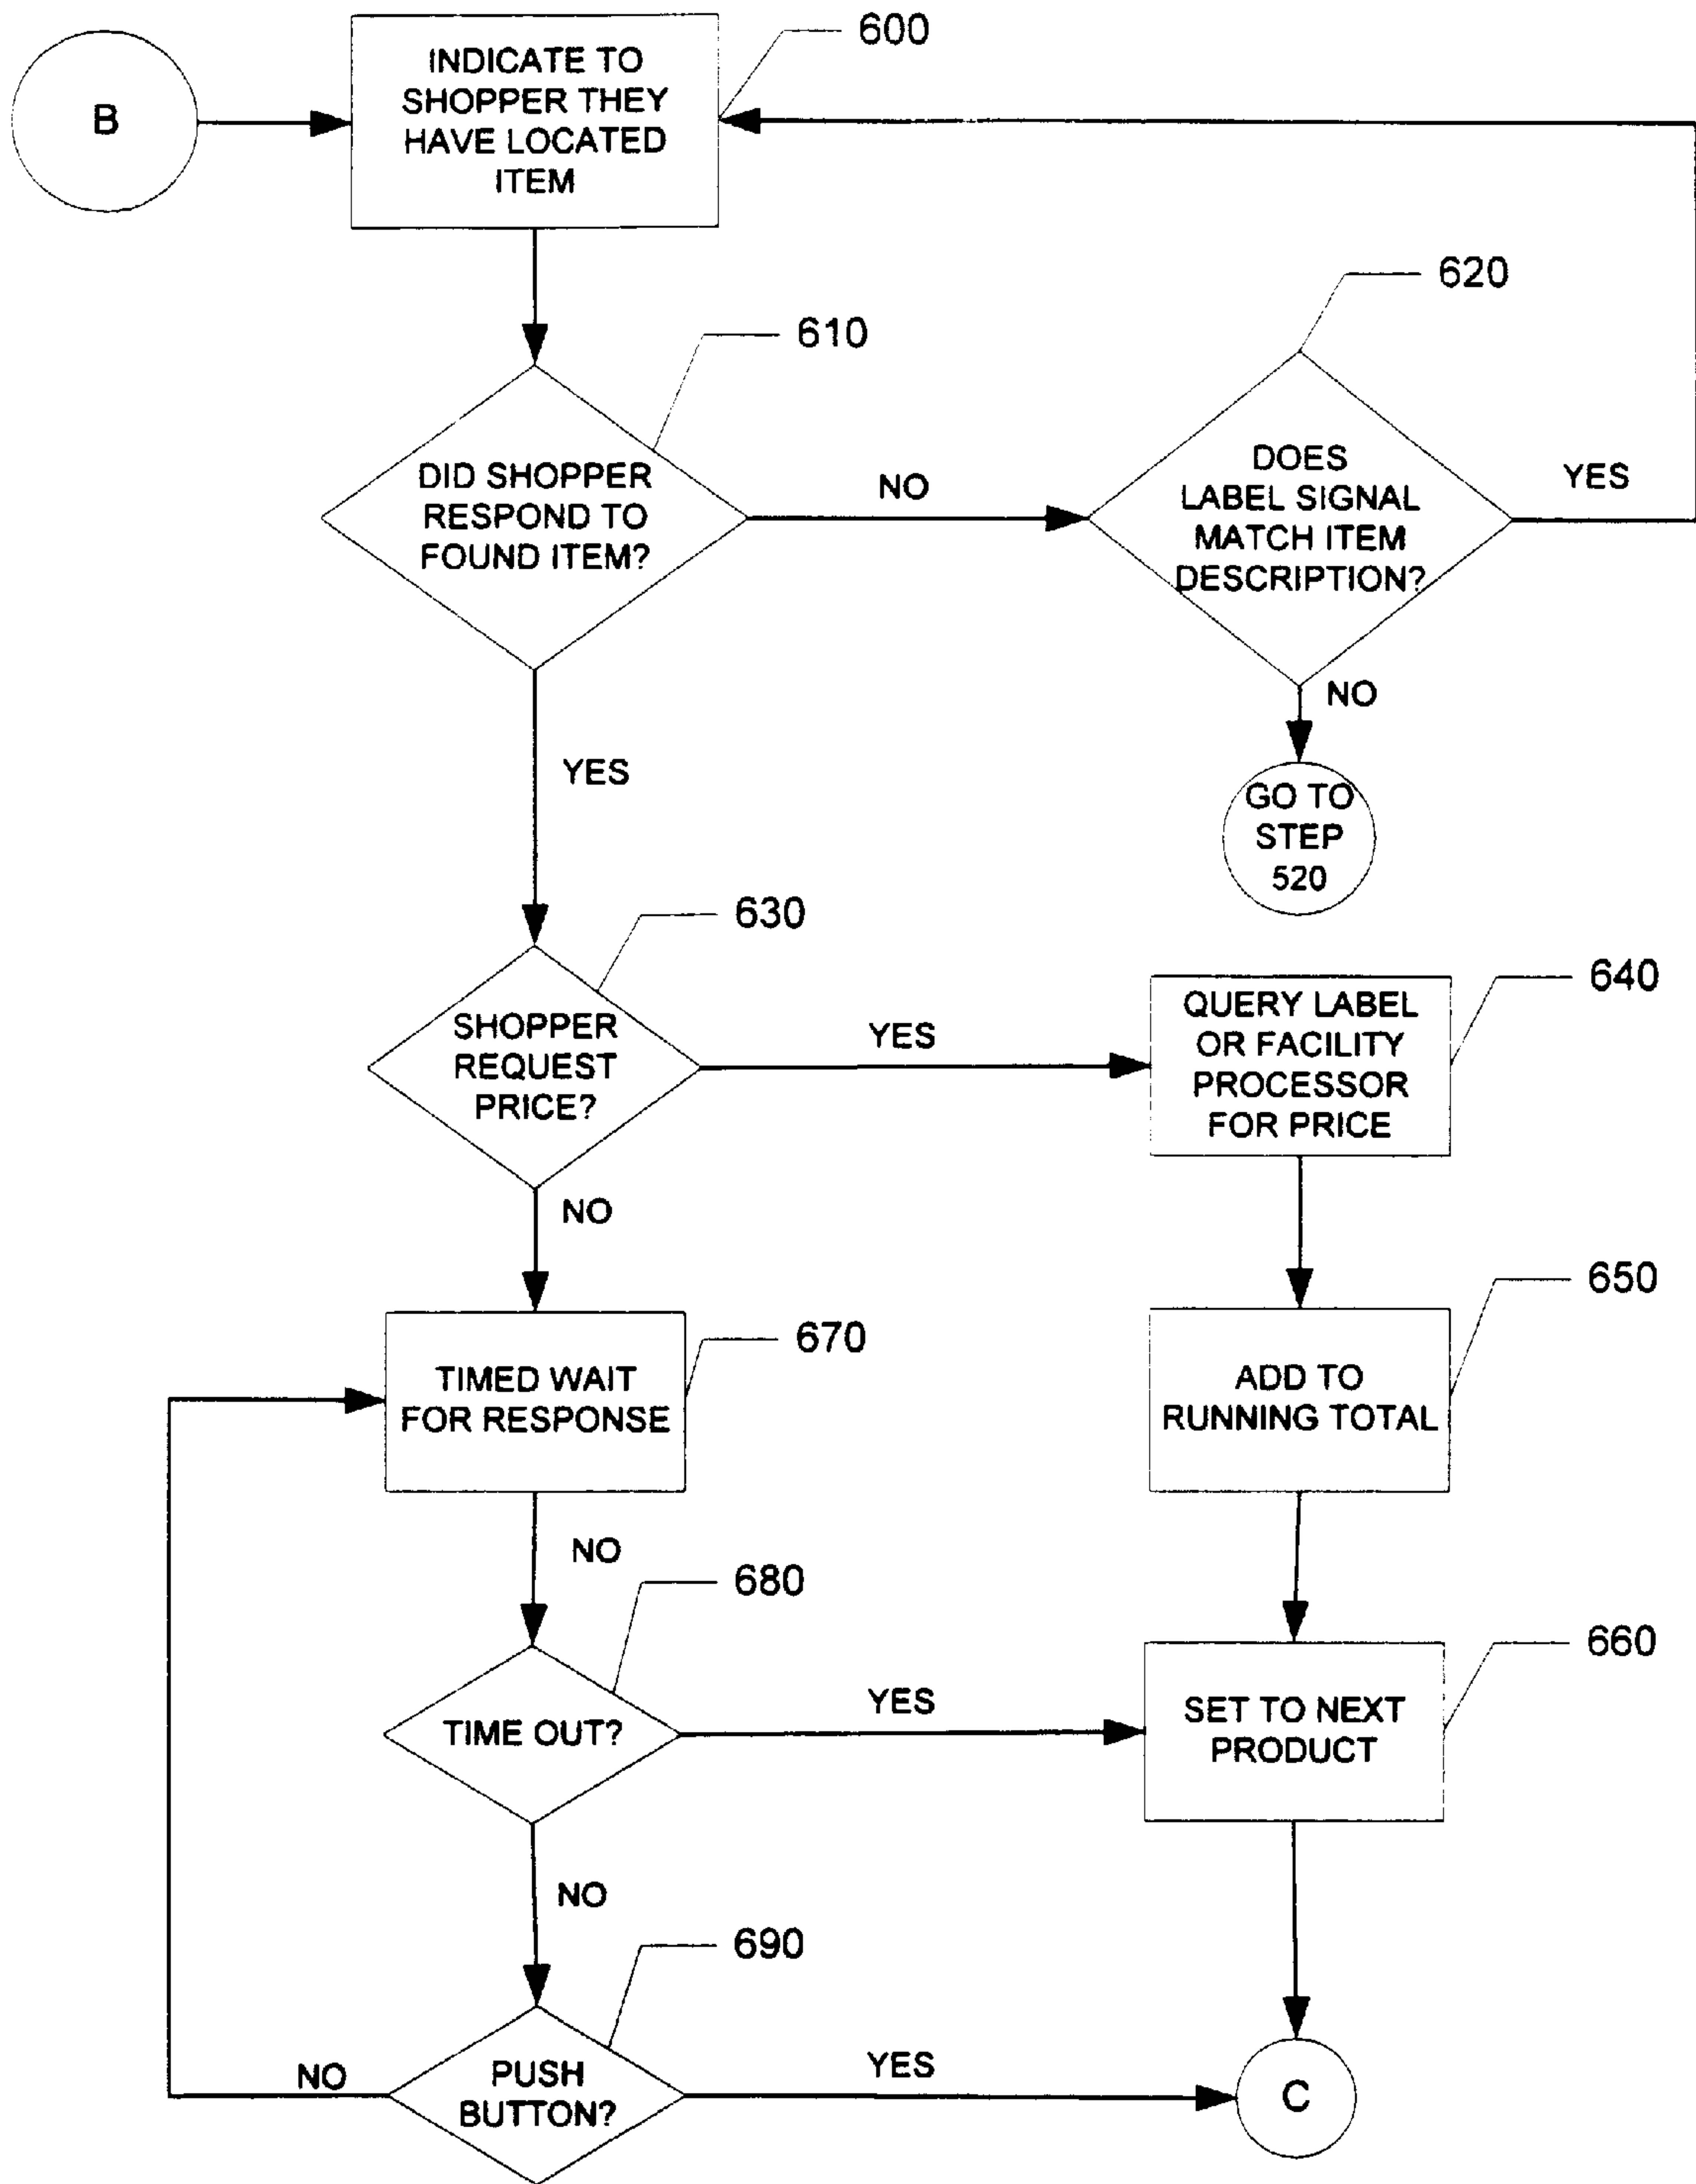 B
INDICATE TO
SHOPPER THEY
HAVE LOCATED
ITEM
600
610
DID SHOPPER
RESPOND TO
FOUND ITEM?
NO
620
DOES
LABEL SIGNAL
MATCH ITEM
DESCRIPTION?
YES
NO
GO TO
STEP
520
YES
630
SHOPPER
REQUEST
PRICE?
YES
640
QUERY LABEL
OR FACILITY
PROCESSOR
FOR PRICE
NO
650
ADD TO
RUNNING TOTAL
670
TIMED WAIT
FOR RESPONSE
NO
680
TIME OUT?
YES
660
SET TO NEXT
PRODUCT
NO
690
PUSH
BUTTON?
NO
YES
C